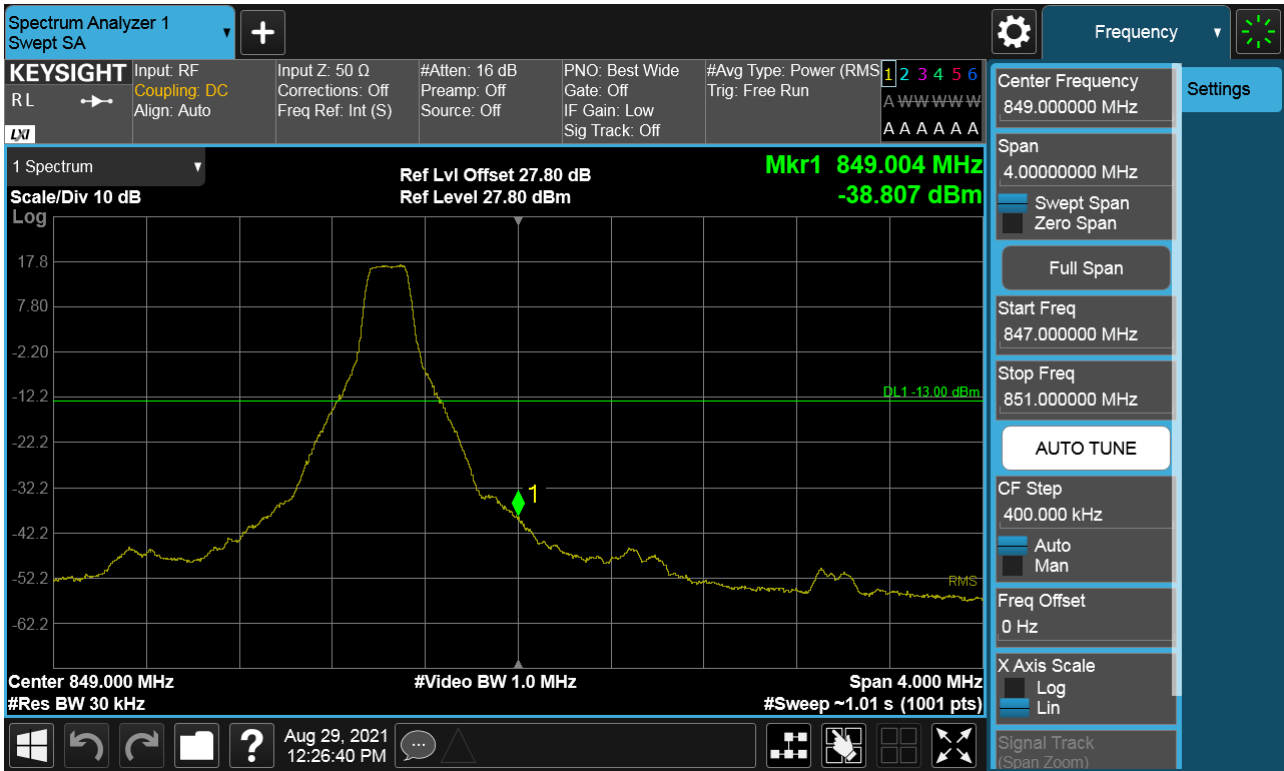 Spectrum Analyzer 1
Swept SA
+
Frequency
KEYSIGHT
R L
LXI
Input: RF
Coupling: DC
Align: Auto
Input Z: 50 Ω
Corrections: Off
Freq Ref: Int (S)
#Atten: 16 dB
Preamp: Off
Source: Off
PNO: Best Wide
Gate: Off
IF Gain: Low
Sig Track: Off
#Avg Type: Power (RMS
Trig: Free Run
1 2 3 4 5 6
A W W W W W
A A A A A A
1 Spectrum
Scale/Div 10 dB
Log
Ref Lvl Offset 27.80 dB
Ref Level 27.80 dBm
Mkr1 849.004 MHz
-38.807 dBm
17.8
7.80
-2.20
-12.2
-22.2
-32.2
-42.2
-52.2
-62.2
DL1 -13.00 dBm
1
RMS
Center 849.000 MHz
#Res BW 30 kHz
#Video BW 1.0 MHz
Span 4.000 MHz
#Sweep ~1.01 s (1001 pts)
Center Frequency
849.000000 MHz
Span
4.00000000 MHz
Swept Span
Zero Span
Full Span
Start Freq
847.000000 MHz
Stop Freq
851.000000 MHz
AUTO TUNE
CF Step
400.000 kHz
Auto
Man
Freq Offset
0 Hz
X Axis Scale
Log
Lin
Signal Track
(Span Zoom)
Settings
?
Aug 29, 2021
12:26:40 PM